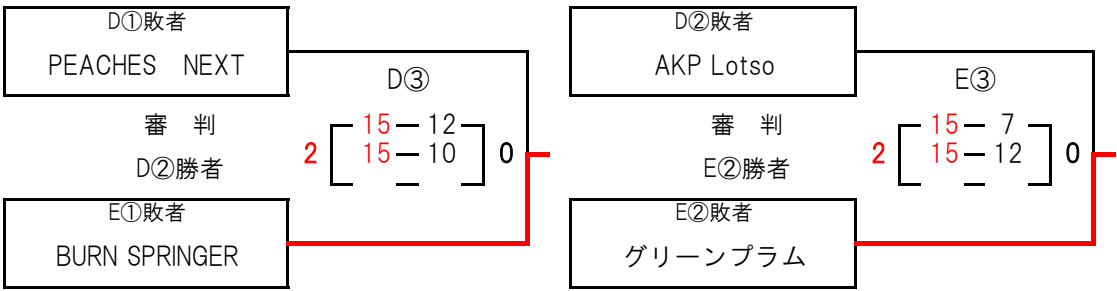 D①敗者
PEACHES NEXT
D③
審 判
D②勝者
2 15 ― 12 0
15 ― 10
―
E①敗者
BURN SPRINGER
D②敗者
AKP Lotso
E③
審 判
E②勝者
2 15 ― 7 0
15 ― 12
―
E②敗者
グリーンプラム